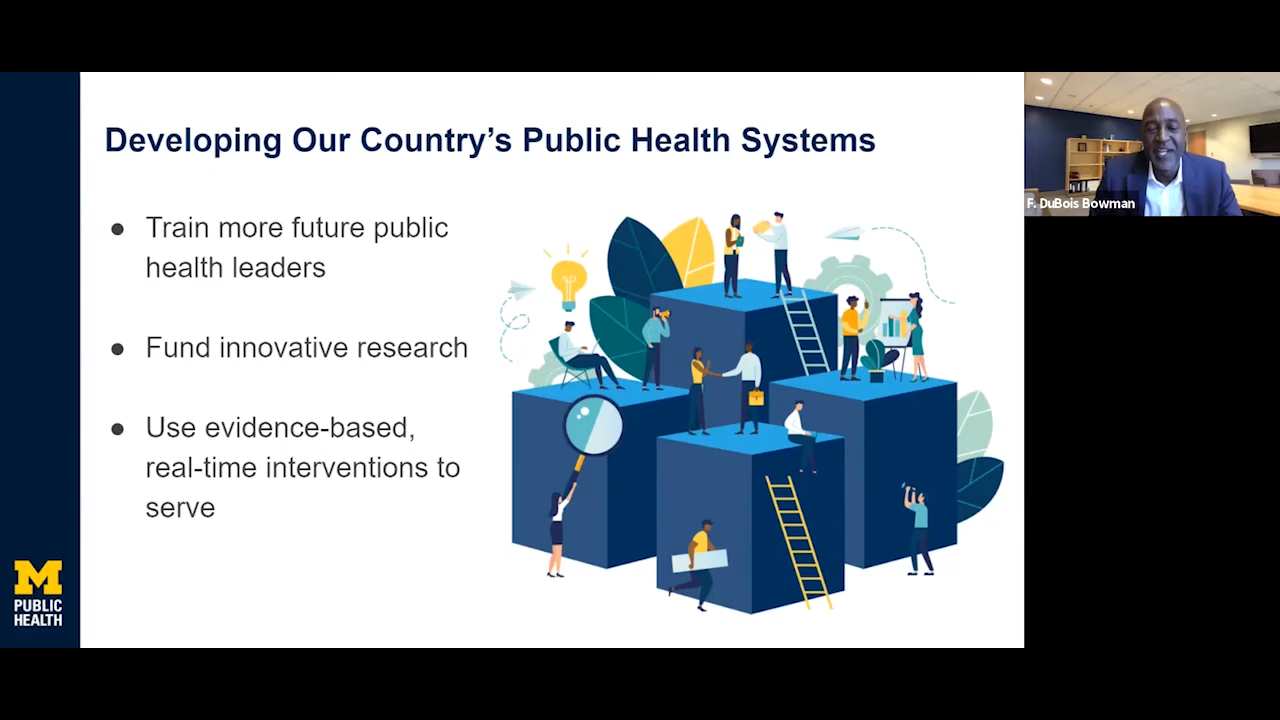 Developing Our Country's Public Health Systems
● Train more future public
health leaders
● Fund innovative research
● Use evidence-based,
real-time interventions to
serve
M
PUBLIC
HEALTH
F. DuBois Bowman